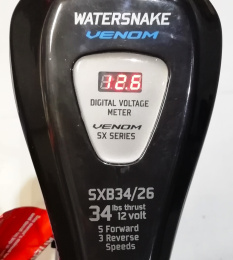 WATERSNAKE
VENOM
12.6
DIGITAL VOLTAGE
METER
VENOM
SX SERIES
SXB34/26
34 lbs thrust
12 volt
5 Forward
3 Reverse
Speeds